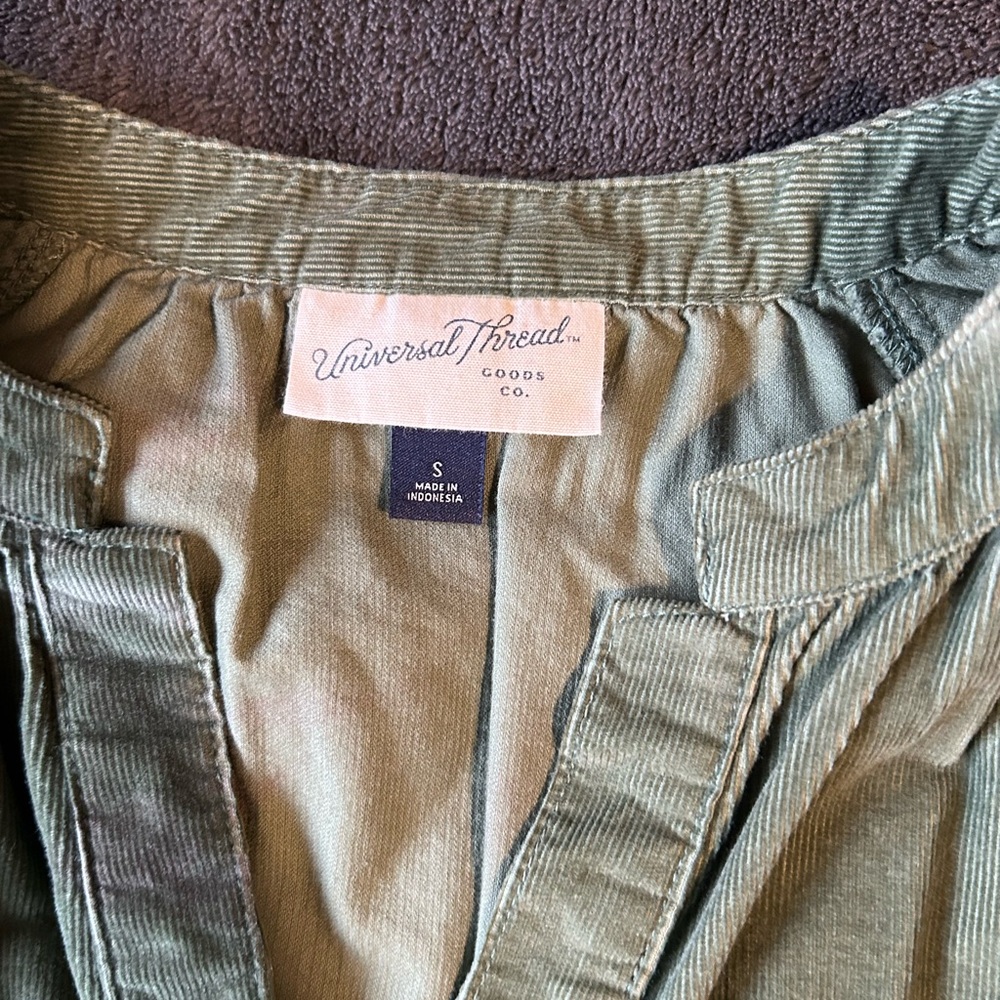 Universal Thread™
GOODS
CO.
S
MADE IN
INDONESIA